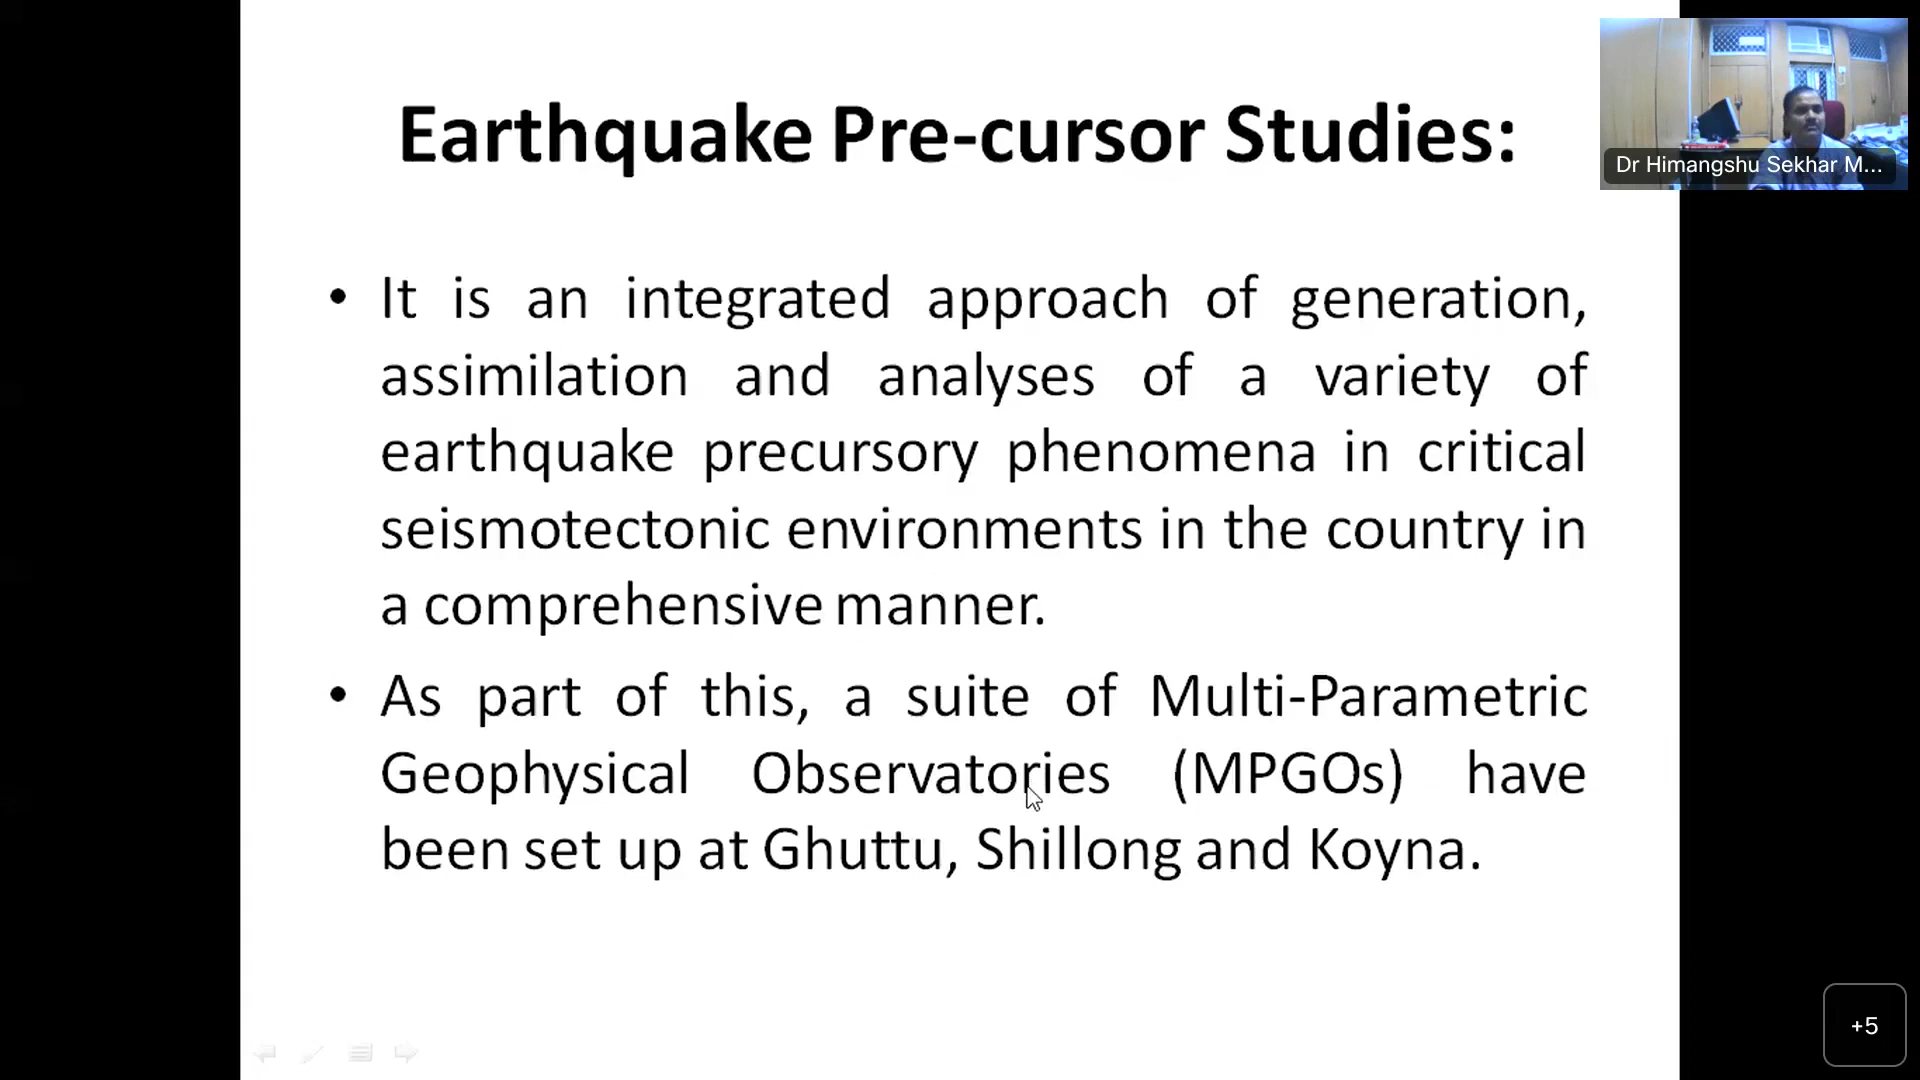 Earthquake Pre-cursor Studies:
Dr Himangshu Sekhar M...
• It is an integrated approach of generation,
assimilation and analyses of a variety of
earthquake precursory phenomena in critical
seismotectonic environments in the country in
a comprehensive manner.
• As part of this, a suite of Multi-Parametric
Geophysical Observatories (MPGOs) have
been set up at Ghuttu, Shillong and Koyna.
+5